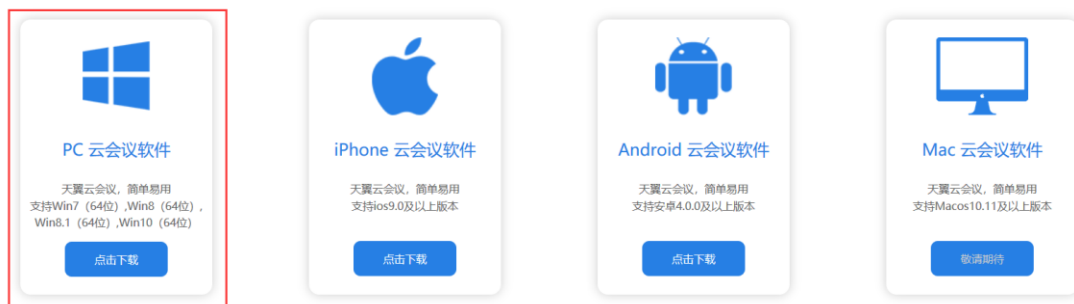 PC 云会议软件
天翼云会议，简单易用
支持Win7（64位）,Win8（64位）,
Win8.1（64位）,Win10（64位）
点击下载
iPhone 云会议软件
天翼云会议，简单易用
支持ios9.0及以上版本
点击下载
Android 云会议软件
天翼云会议，简单易用
支持安卓4.0.0及以上版本
点击下载
Mac 云会议软件
天翼云会议，简单易用
支持Macos10.11及以上版本
敬请期待